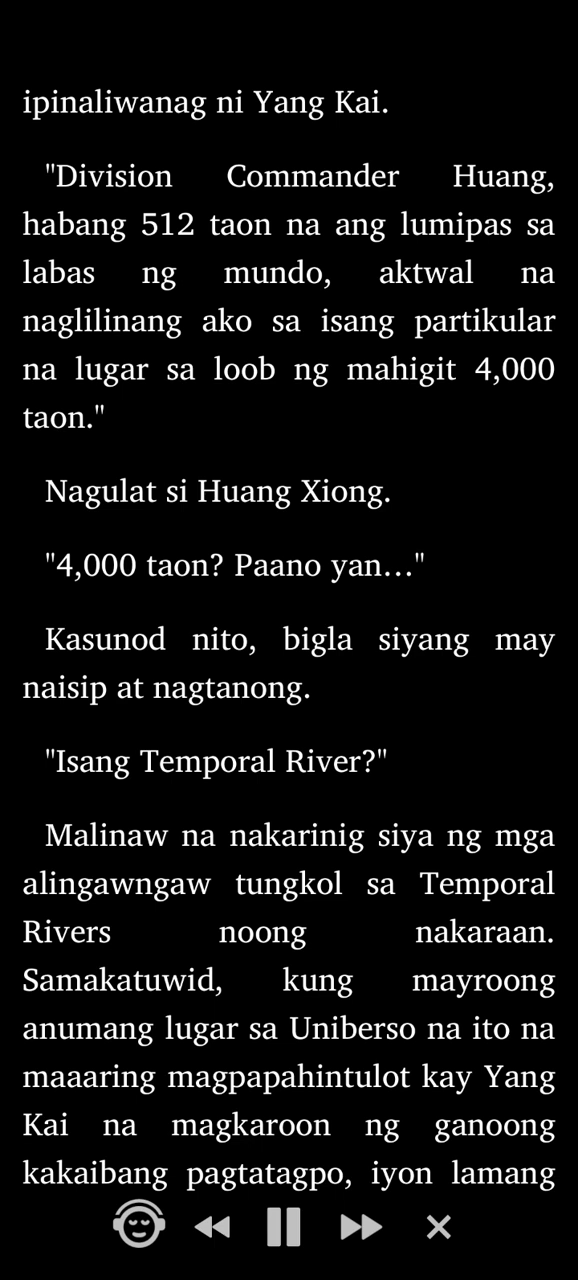 ipinaliwanag ni Yang Kai.
"Division Commander Huang,
habang 512 taon na ang lumipas sa
labas ng mundo, aktwal na
naglilinang ako sa isang partikular
na lugar sa loob ng mahigit 4,000
taon."
Nagulat si Huang Xiong.
"4,000 taon? Paano yan…"
Kasunod nito, bigla siyang may
naisip at nagtanong.
"Isang Temporal River?"
Malinaw na nakarinig siya ng mga
alingawngaw tungkol sa Temporal
Rivers noong nakaraan.
Samakatuwid, kung mayroong
anumang lugar sa Uniberso na ito na
maaaring magpapahintulot kay Yang
Kai na magkaroon ng ganoong
kakaibang pagtatagpo, iyon lamang